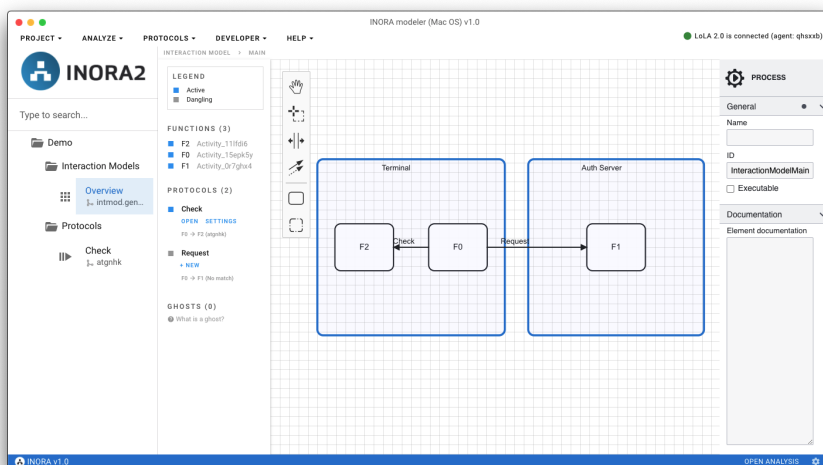 INORA modeler (Mac OS) v1.0
PROJECT ANALYZE PROTOCOLS DEVELOPER HELP
LoLA 2.0 is connected (agent: qhsxxb)
INORA2
Type to search...
Demo
Interaction Models
Overview
intmod.gen...
Protocols
Check
atgnhk
INTERACTION MODEL > MAIN
LEGEND
Active
Dangling
FUNCTIONS (3)
F2 Activity_11lfdi6
F0 Activity_15epk5y
F1 Activity_0r7ghx4
PROTOCOLS (2)
Check
OPEN SETTINGS
F0 → F2 (atgnhk)
Request
+ NEW
F0 → F1 (No match)
GHOSTS (0)
What is a ghost?
Terminal
Auth Server
F2
Check
F0
Request
F1
PROCESS
General
Name
ID
InteractionModelMain
Executable
Documentation
Element documentation
INORA v1.0
OPEN ANALYSIS